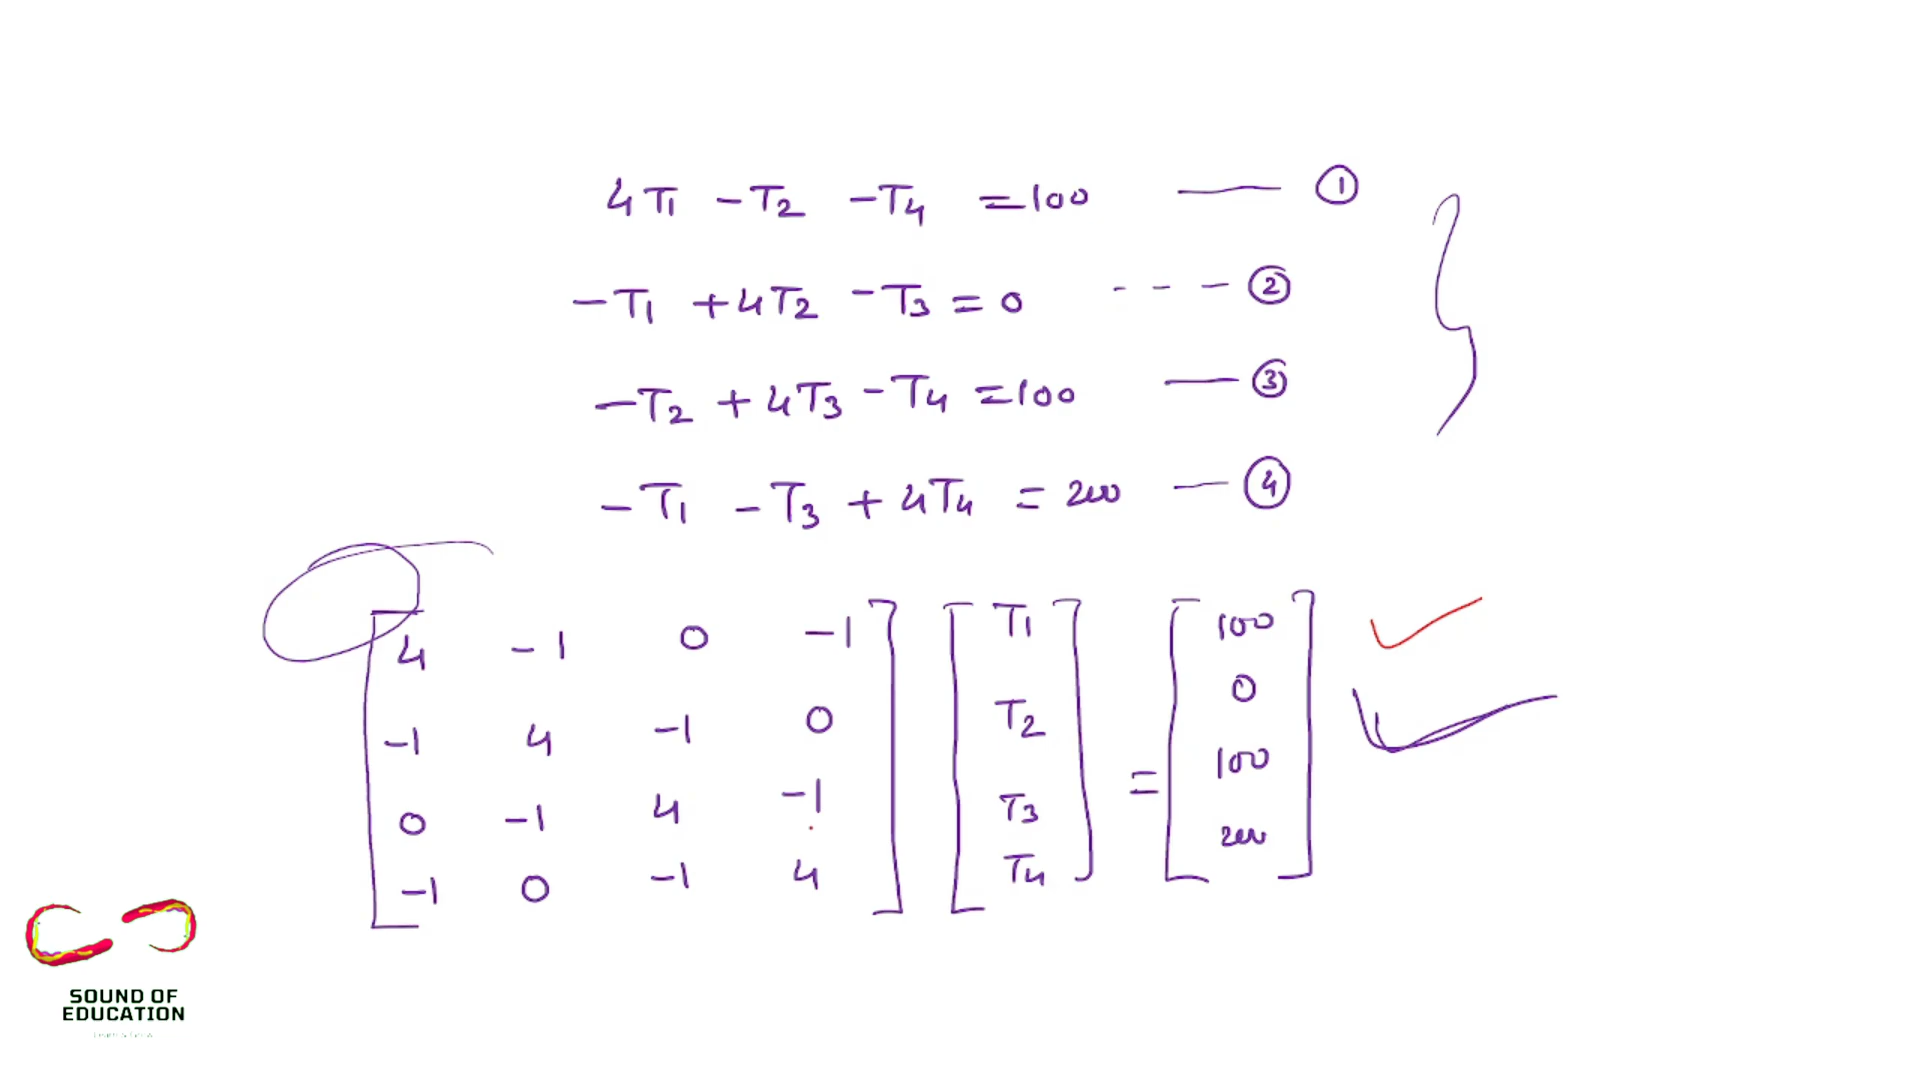 4T1 -T2 -T4 =100 —— ①
-T1 +4T2 -T3 = 0 - - - - ②
-T2 +4T3 -T4 =100 —— ③
-T1 -T3 +4T4 = 200 — ④
4 -1 0 -1 T1 100
-1 4 -1 0 T2 0
0 -1 4 -1 T3 = 100
-1 0 -1 4 T4 200
SOUND OF
EDUCATION